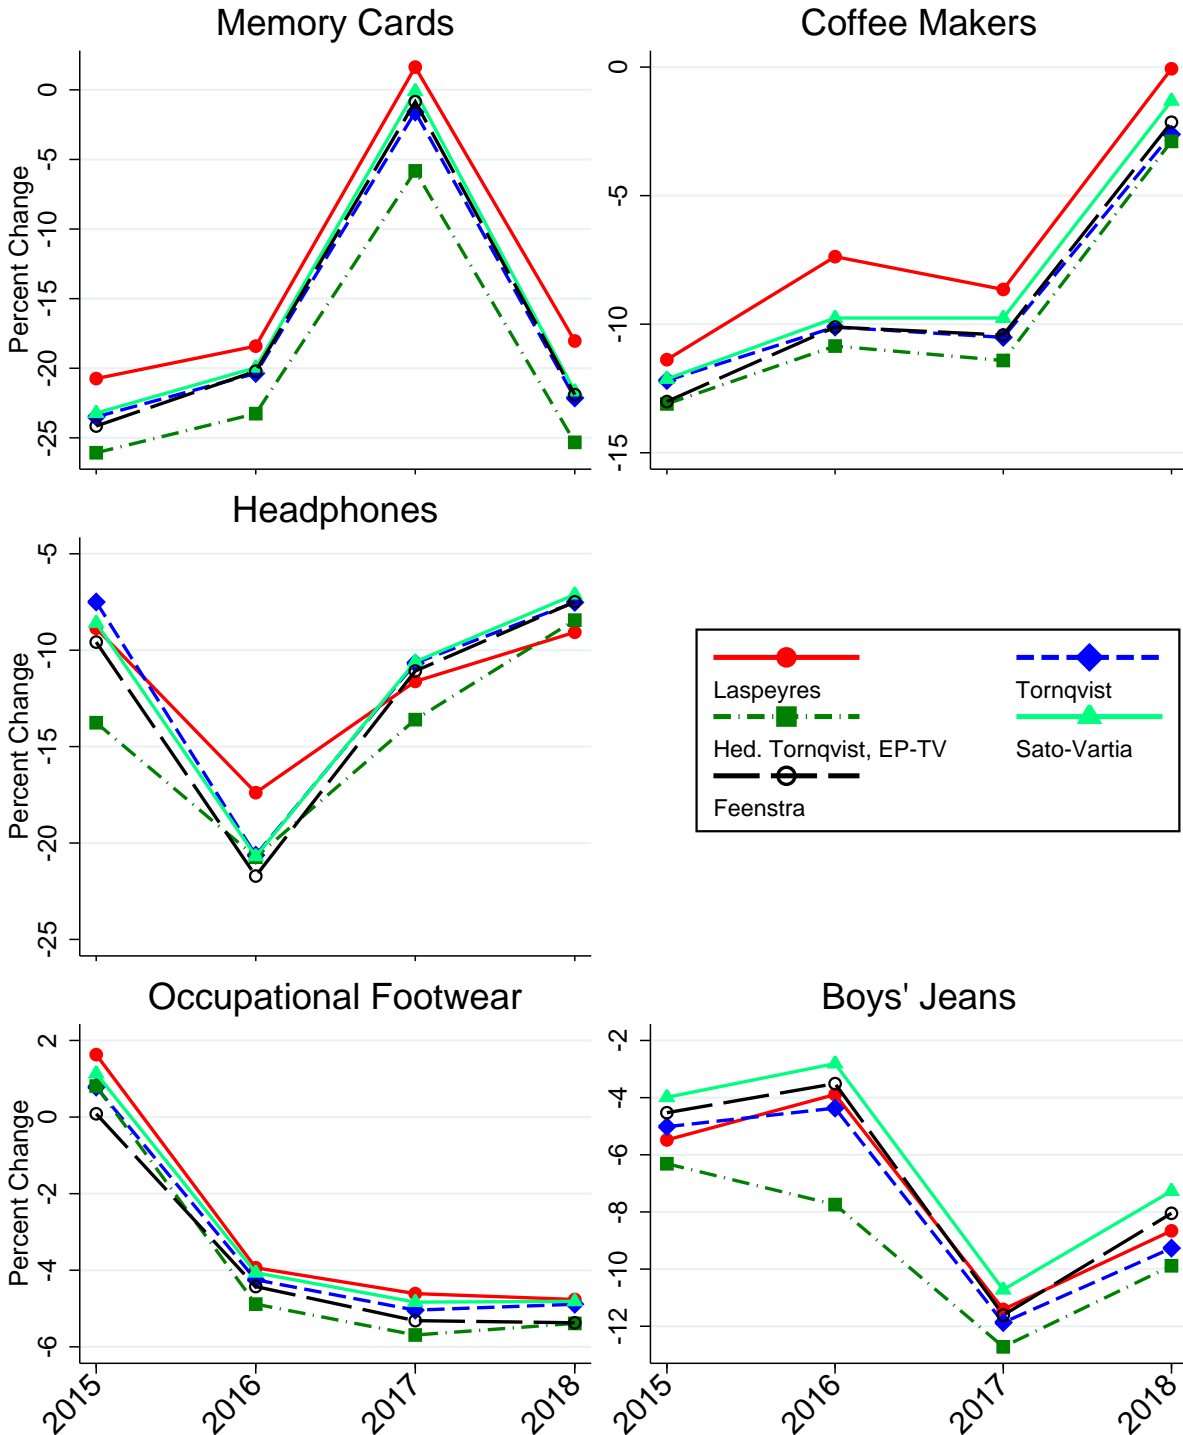 Memory Cards
Percent Change
0
-5
-10
-15
-20
-25
Coffee Makers
0
-5
-10
-15
Headphones
Percent Change
-5
-10
-15
-20
-25
Laspeyres
Tornqvist
Hed. Tornqvist, EP-TV
Sato-Vartia
Feenstra
Occupational Footwear
Percent Change
2
0
2
-4
-6
2015 2016 2017 2018
Boys' Jeans
-2
-4
-6
-8
-10
-12
2015 2016 2017 2018